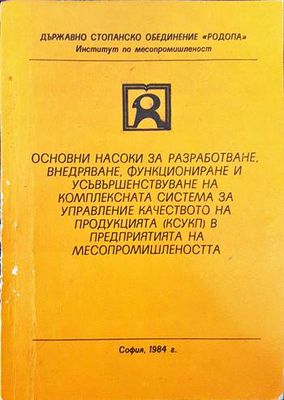 ДЪРЖАВНО СТОПАНСКО ОБЕДИНЕНИЕ «РОДОПА»
Институт по месопромишленост
ОСНОВНИ НАСОКИ ЗА РАЗРАБОТВАНЕ,
ВНЕДРЯВАНЕ, ФУНКЦИОНИРАНЕ И
УСЪВЪРШЕНСТВУВАНЕ НА
КОМПЛЕКСНАТА СИСТЕМА ЗА
УПРАВЛЕНИЕ КАЧЕСТВОТО НА
ПРОДУКЦИЯТА (КСУКП) В
ПРЕДПРИЯТИЯТА НА
МЕСОПРОМИШЛЕНОСТТА
София, 1984 г.